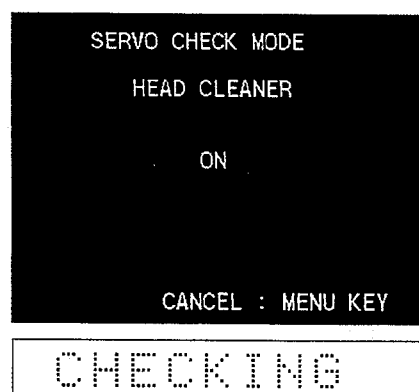 SERVO CHECK MODE
HEAD CLEANER
ON
CANCEL : MENU KEY
CHECKING